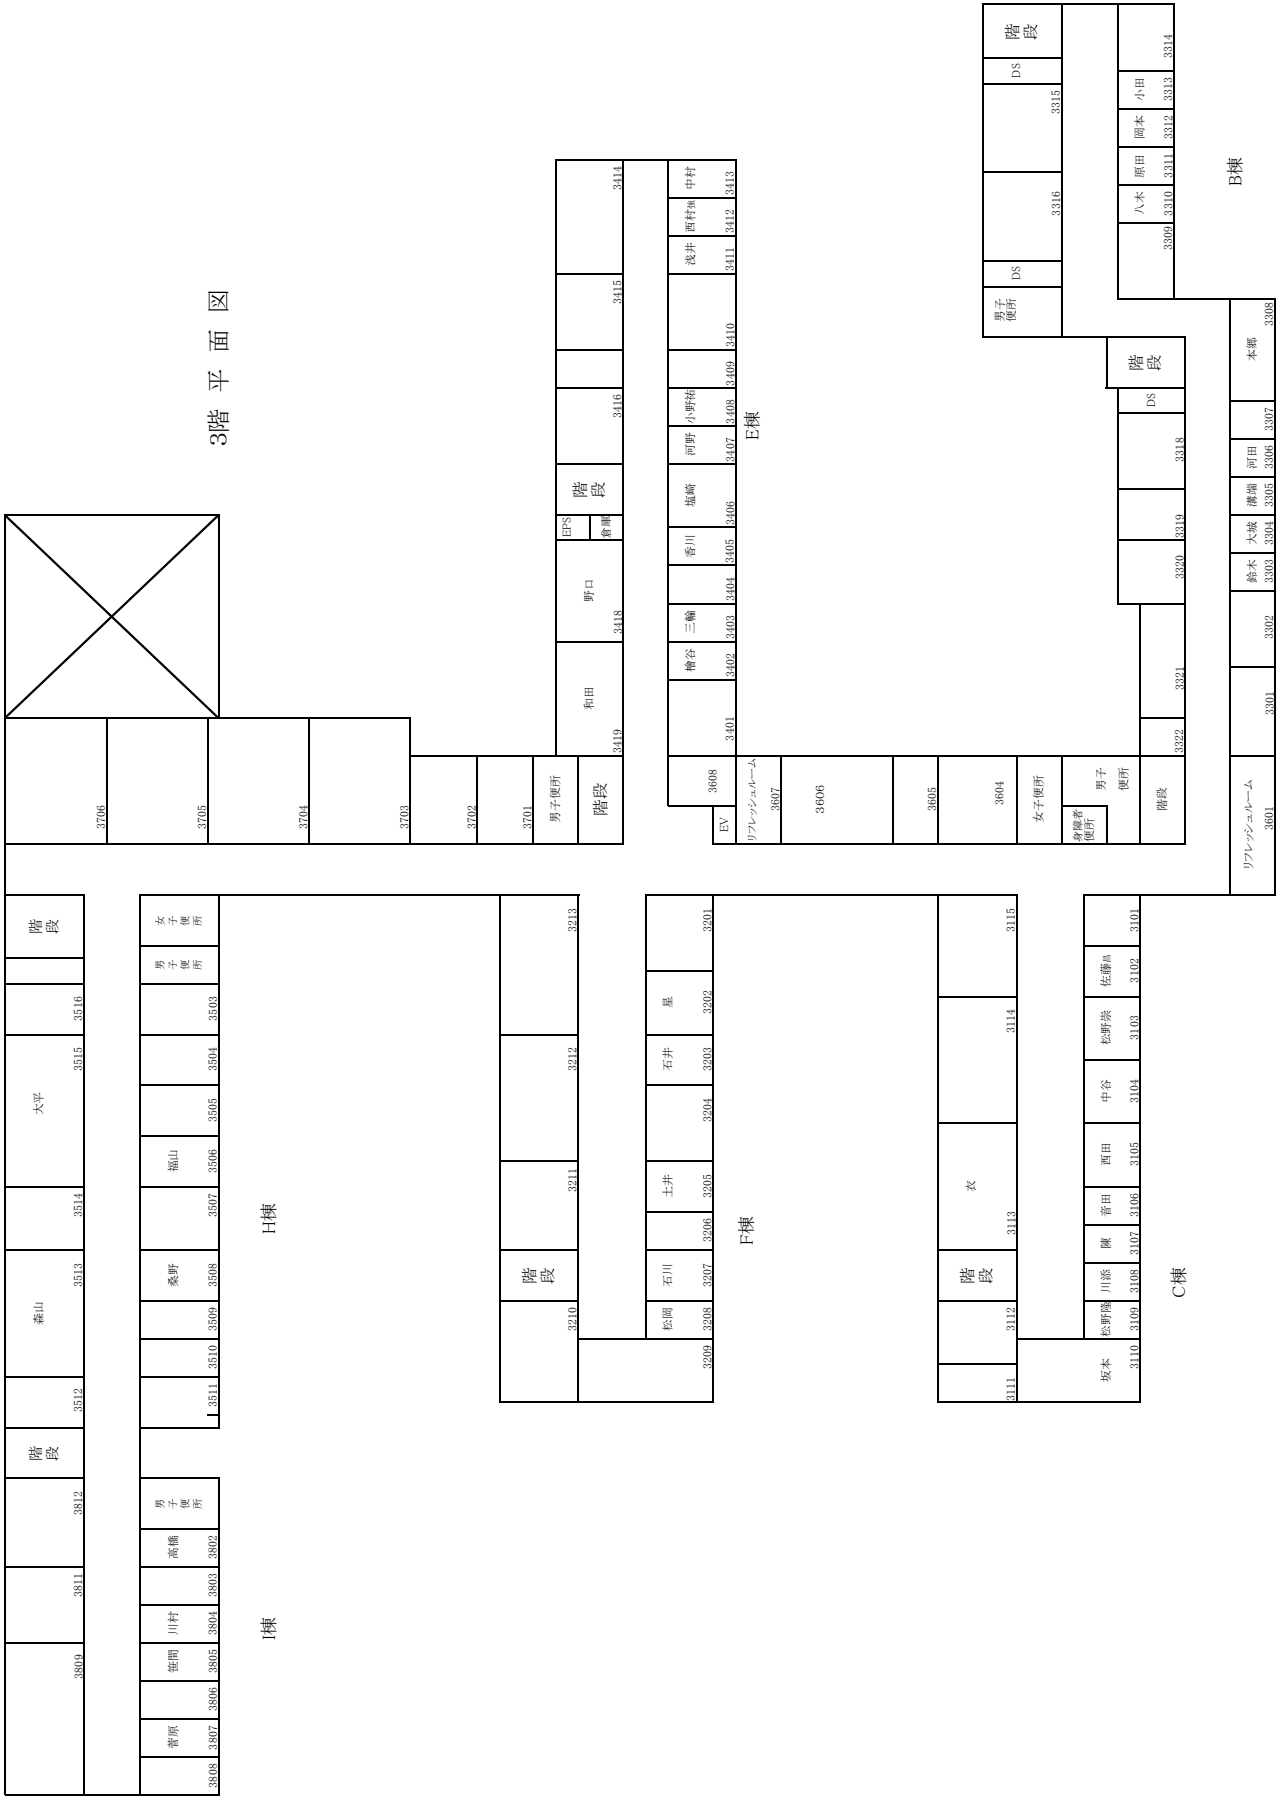 3階 平 面 図
階段
DS
3315
3316
DS
男子
便所
3314
小田
3313
岡本
3312
原田
3311
八木
3310
3309
B棟
階段
DS
3318
3319
3320
3321
3322
本郷
3308
3307
河田
3306
溝端
3305
大城
3304
鈴木
3303
3302
3301
リフレッシュルーム
3601
3414
3415
3416
階段
EPS
倉庫
野口
3418
和田
3419
中村
3413
西村強
3412
浅井
3411
3410
3409
小野祐
3408
河野
3407
塩崎
3406
香川
3405
3404
三輪
3403
檜谷
3402
3401
E棟
3706
3705
3704
3703
3702
3701
男子便所
階段
3608
EV
リフレッシュルーム
3607
3606
3605
3604
女子便所
男子
便所
身障者
便所
階段
階段
3516
3515
大平
3514
3513
森山
3512
階段
3812
3811
3809
女子便所
男子便所
3503
3504
3505
福山
3506
3507
桑野
3508
3509
3510
3511
H棟
男子便所
高橋
3802
3803
川村
3804
笹間
3805
3806
菅原
3807
3808
I棟
3213
3212
3211
階段
3210
3209
3201
星
3202
石井
3203
3204
土井
3205
3206
石川
3207
松岡
3208
F棟
3115
3114
衣
3113
階段
3112
3111
3101
佐藤昌
3102
松野崇
3103
中谷
3104
西田
3105
音田
3106
陳
3107
川添
3108
松野隆
3109
坂本
3110
C棟